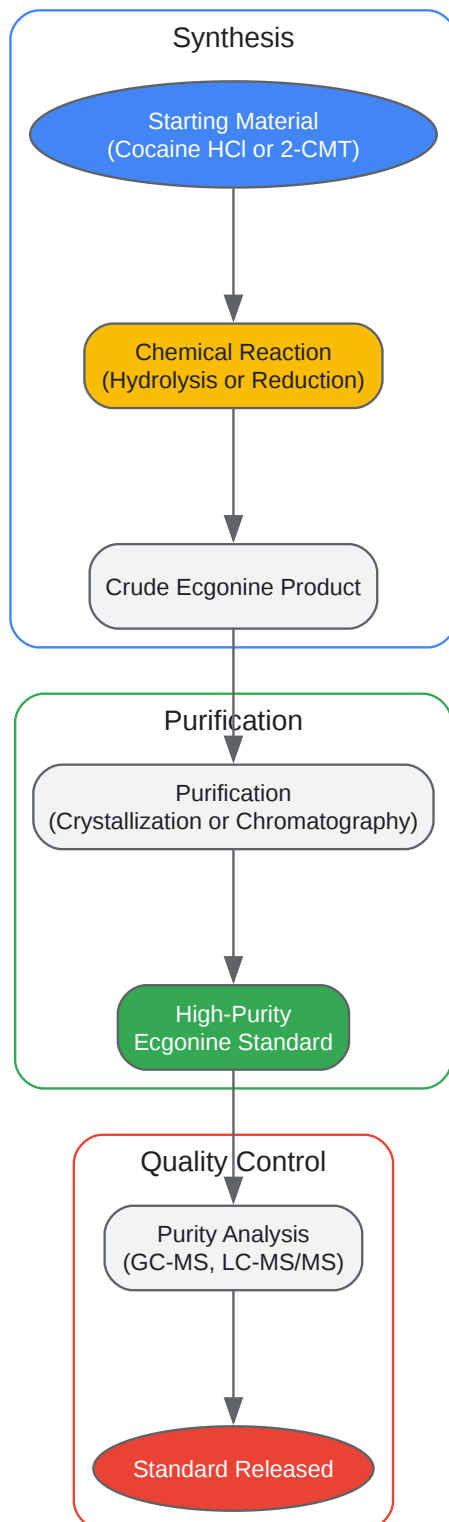 Synthesis
Starting Material
(Cocaine HCl or 2-CMT)
Chemical Reaction
(Hydrolysis or Reduction)
Crude Ecgonine Product
Purification
Purification
(Crystallization or Chromatography)
High-Purity
Ecgonine Standard
Quality Control
Purity Analysis
(GC-MS, LC-MS/MS)
Standard Released